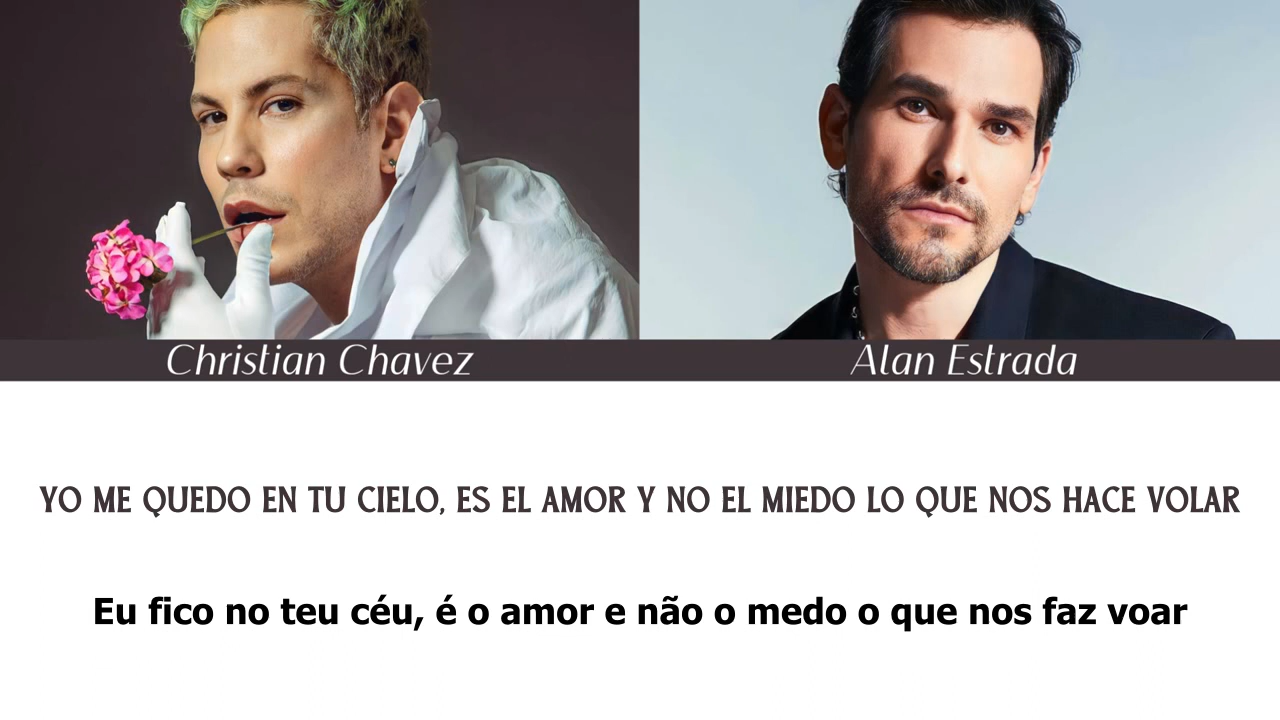 Christian Chavez
Alan Estrada
YO ME QUEDO EN TU CIELO, ES EL AMOR Y NO EL MIEDO LO QUE NOS HACE VOLAR
Eu fico no teu céu, é o amor e não o medo o que nos faz voar